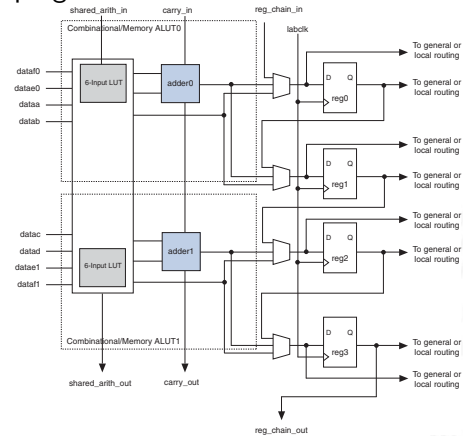 shared_arith_in
carry_in
reg_chain_in
labclk
Combinational/Memory ALUT0
6-Input LUT
adder0
dataf0
datae0
dataa
datab
D Q
reg0
To general or
local routing
To general or
local routing
D Q
reg1
To general or
local routing
To general or
local routing
datac
datad
datae1
dataf1
6-Input LUT
adder1
D Q
reg2
To general or
local routing
To general or
local routing
Combinational/Memory ALUT1
D Q
reg3
To general or
local routing
To general or
local routing
shared_arith_out
carry_out
reg_chain_out